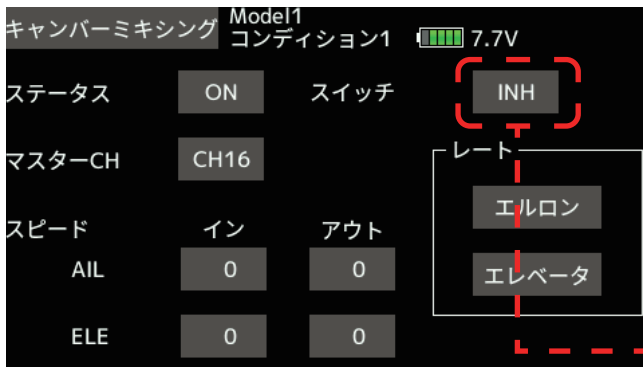 キャンバーミキシング Model1
コンディション1 7.7V
ステータス ON スイッチ INH
マスターCH CH16 レート
エルロン
スピード イン アウト
AIL 0 0 エレベータ
ELE 0 0